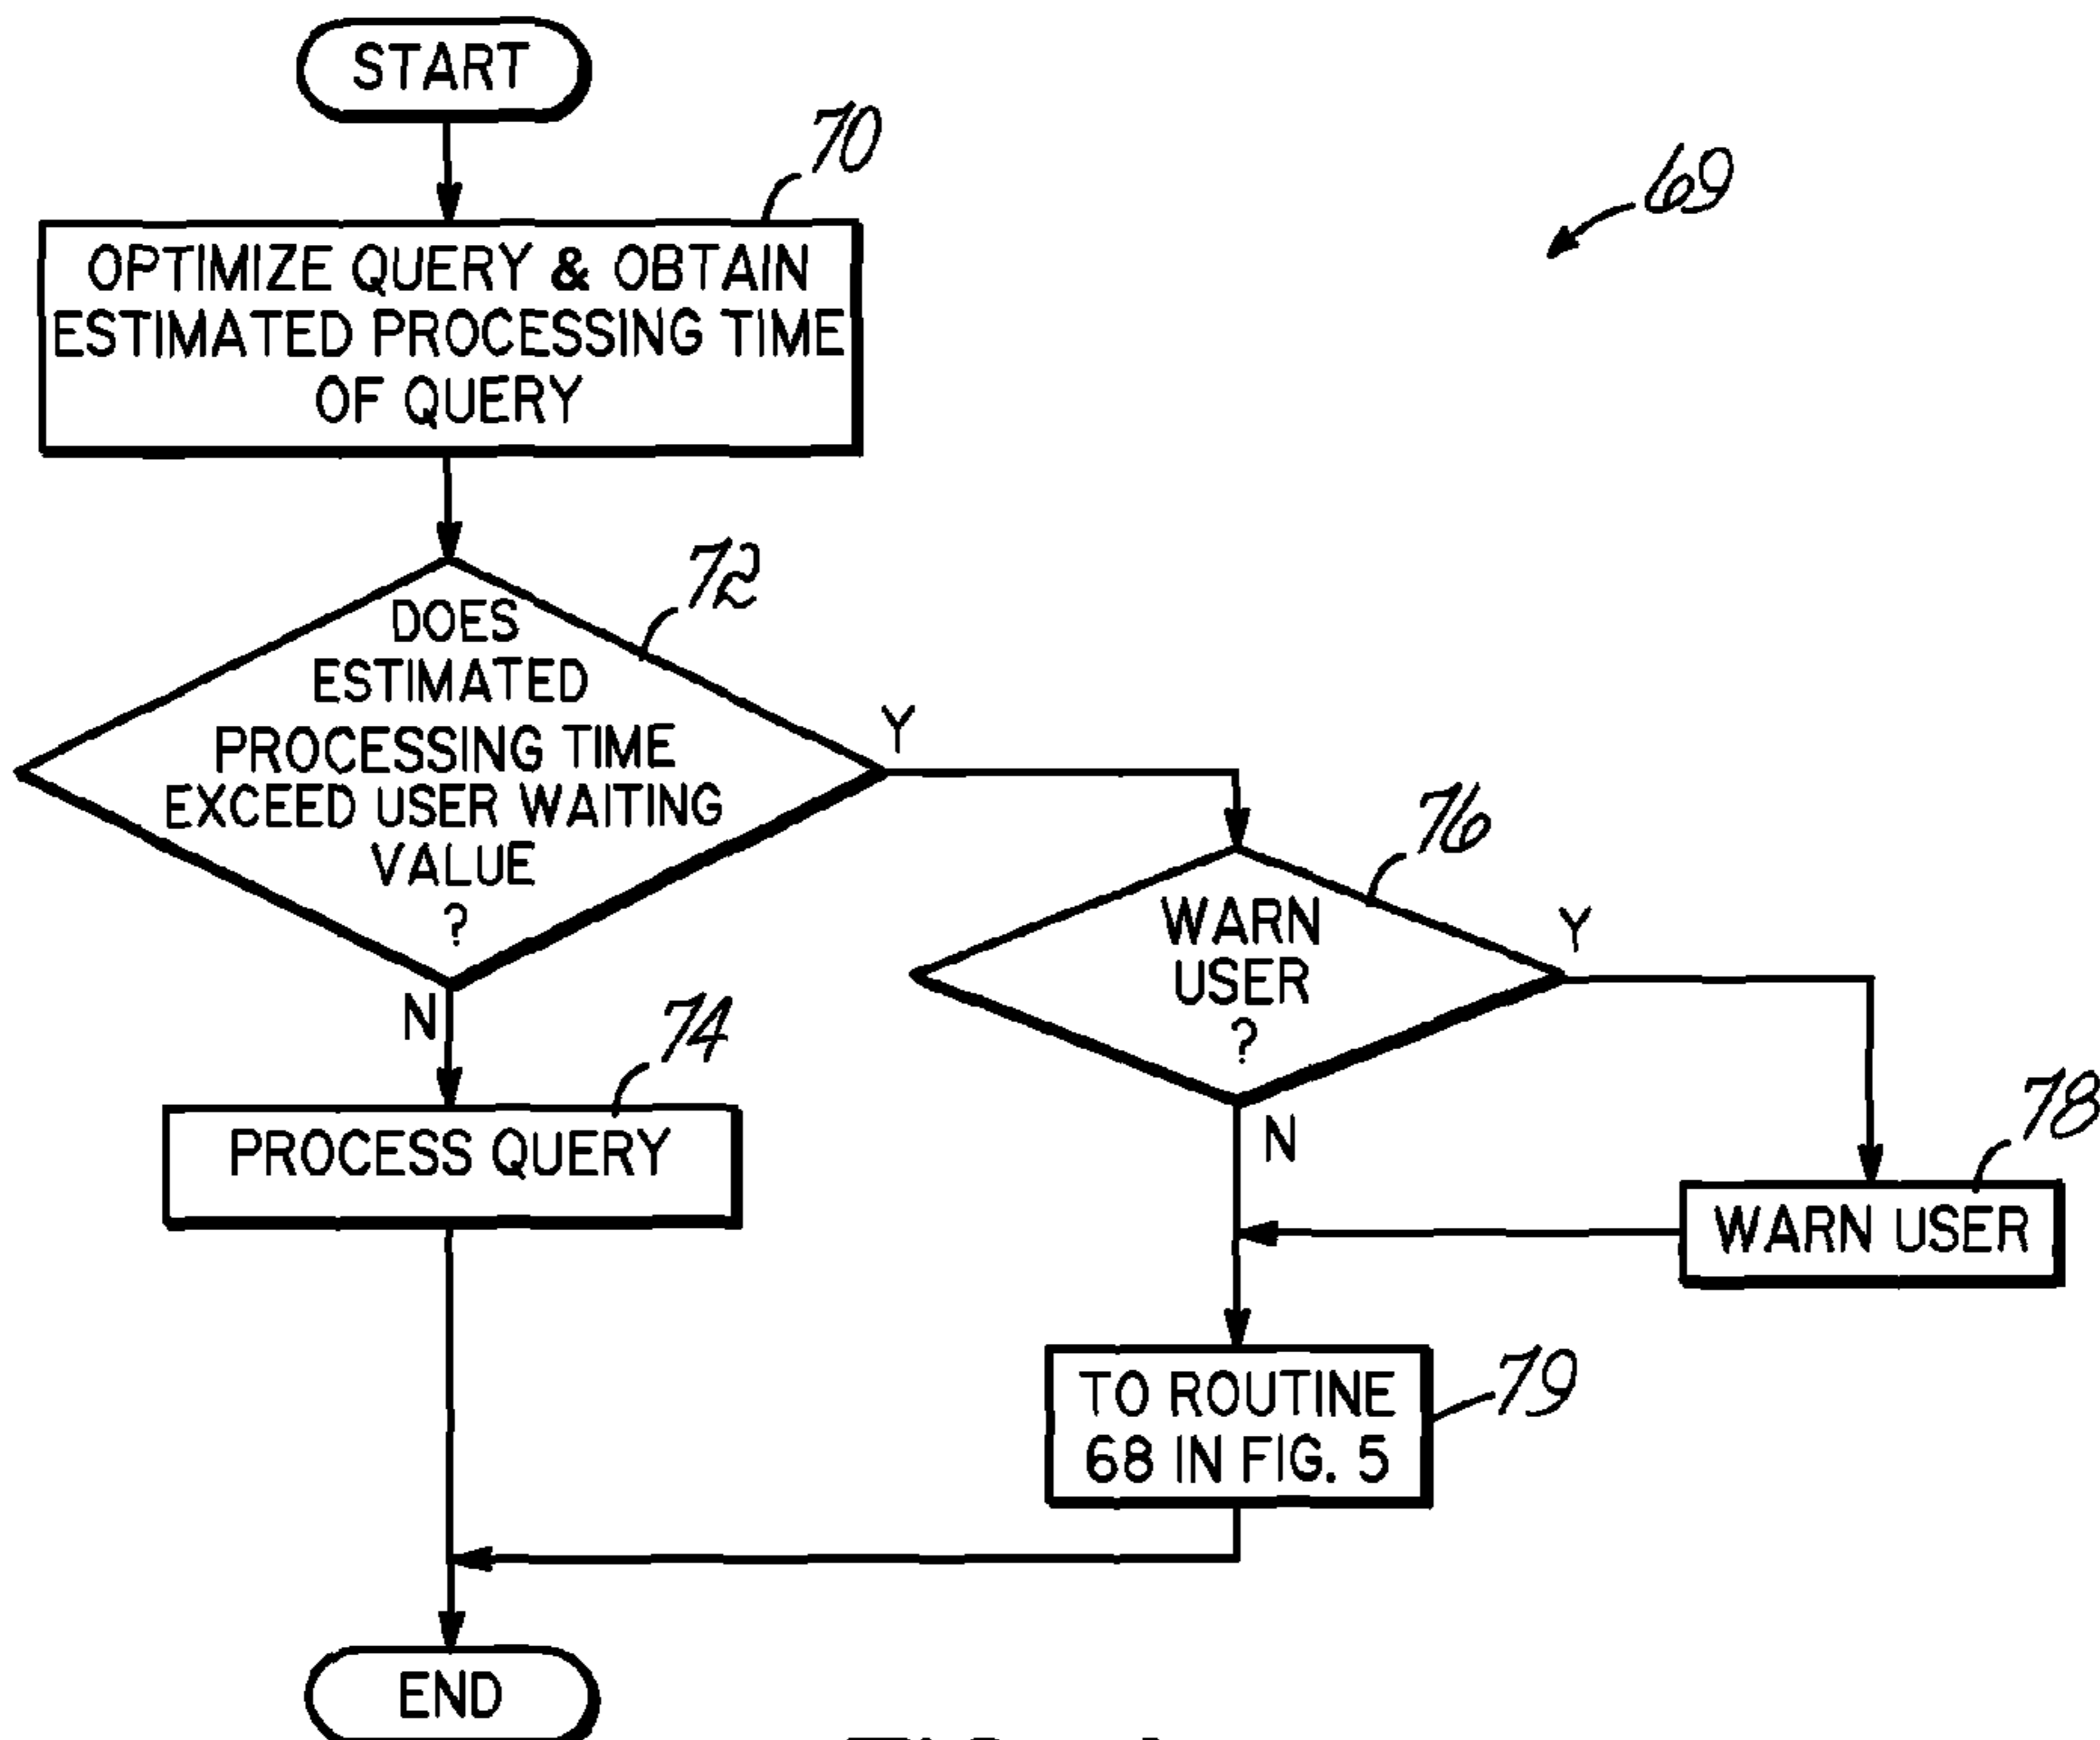 START
70
69
OPTIMIZE QUERY & OBTAIN
ESTIMATED PROCESSING TIME
OF QUERY
72
DOES
ESTIMATED
PROCESSING TIME
EXCEED USER WAITING
VALUE
?
Y
N
76
WARN
USER
?
Y
N
74
PROCESS QUERY
78
WARN USER
79
TO ROUTINE
68 IN FIG. 5
END